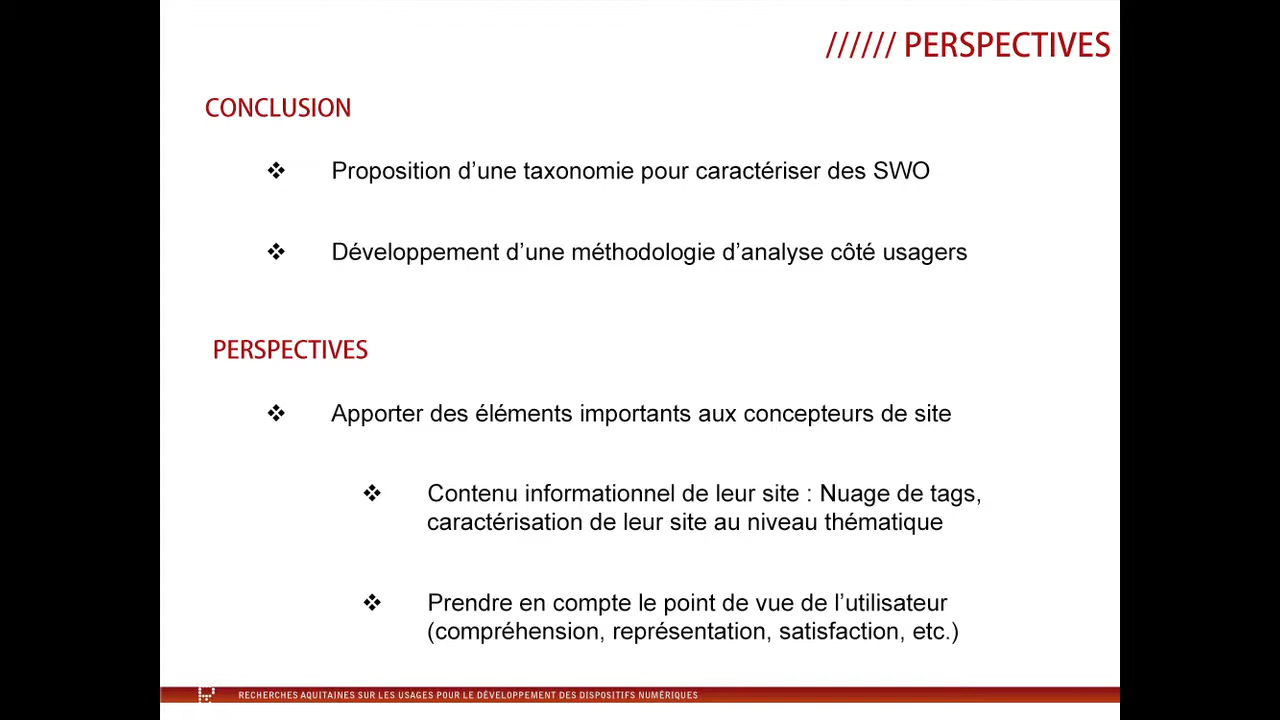 ////// PERSPECTIVES
CONCLUSION
❖ Proposition d’une taxonomie pour caractériser des SWO
❖ Développement d’une méthodologie d’analyse côté usagers
PERSPECTIVES
❖ Apporter des éléments importants aux concepteurs de site
❖ Contenu informationnel de leur site : Nuage de tags,
caractérisation de leur site au niveau thématique
❖ Prendre en compte le point de vue de l’utilisateur
(compréhension, représentation, satisfaction, etc.)
RECHERCHES AQUITAINES SUR LES USAGES POUR LE DÉVELOPPEMENT DES DISPOSITIFS NUMÉRIQUES